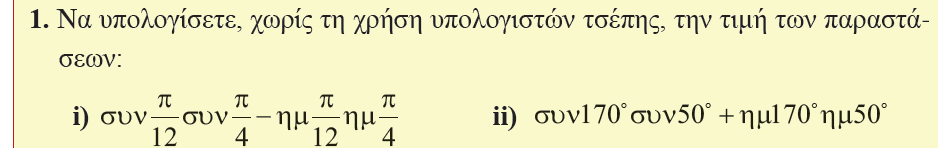 1. Να υπολογίσετε, χωρίς τη χρήση υπολογιστών τσέπης, την τιμή των παραστά-
σεων:
i) συν π/12 συν π/4 − ημ π/12 ημ π/4 ii) συν170° συν50° + ημ170° ημ50°